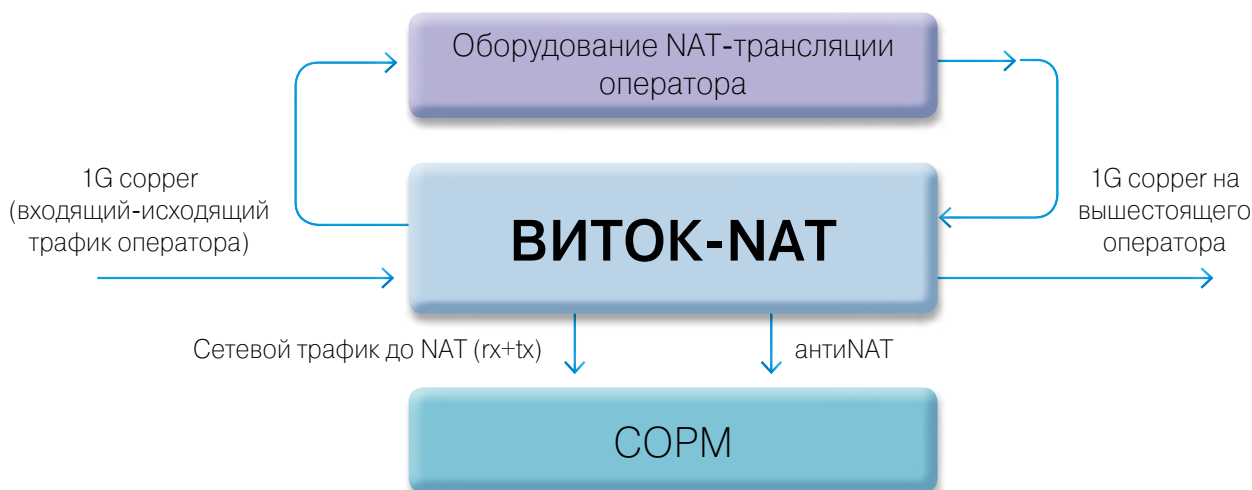 Оборудование NAT-трансляции
оператора
1G copper
(входящий-исходящий
трафик оператора)
ВИТОК-NAT
1G copper на
вышестоящего
оператора
Сетевой трафик до NAT (rx+tx)
антиNAT
СОРМ